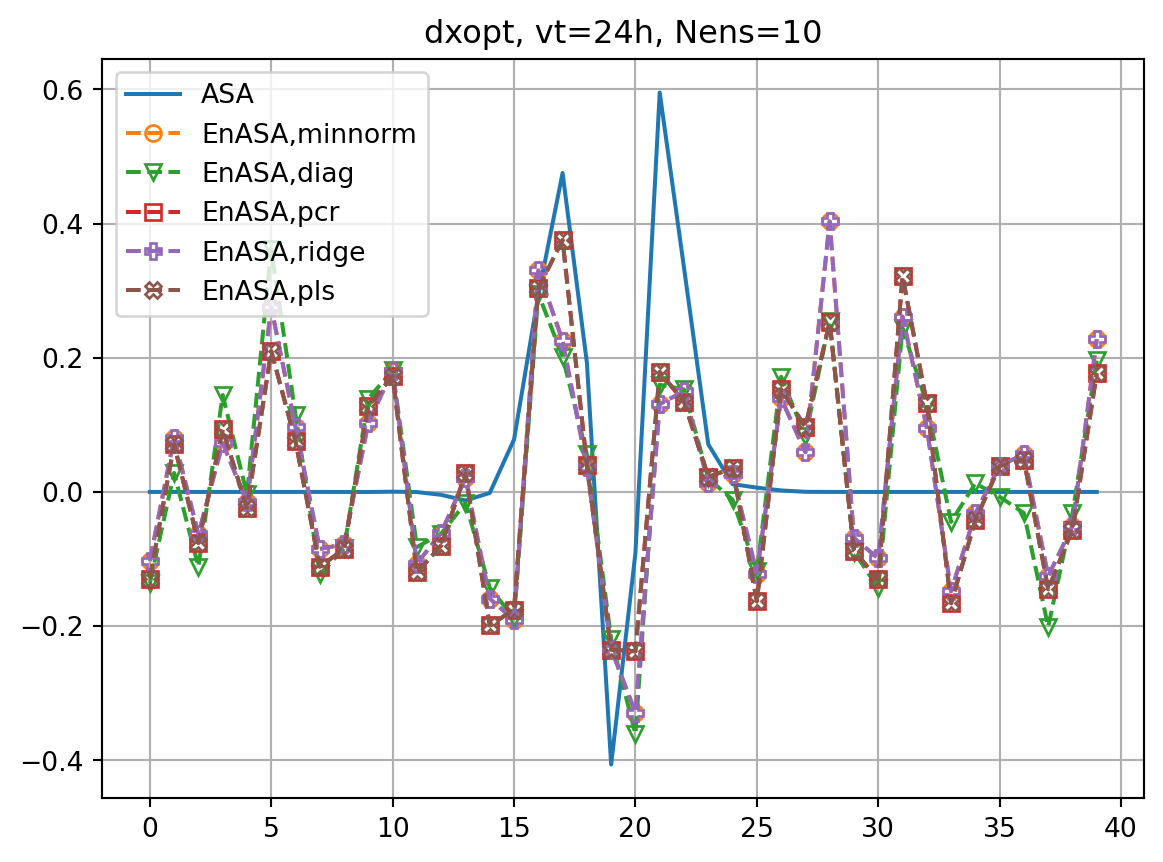 dxopt, vt=24h, Nens=10
0.6
0.4
0.2
0.0
−0.2
−0.4
ASA
EnASA,minnorm
EnASA,diag
EnASA,pcr
EnASA,ridge
EnASA,pls
0 5 10 15 20 25 30 35 40